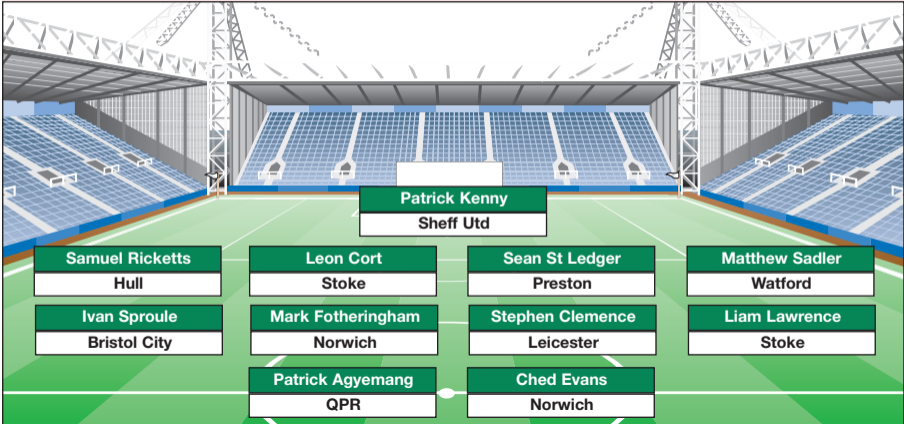 Patrick Kenny
Sheff Utd
Samuel Ricketts
Hull
Leon Cort
Stoke
Sean St Ledger
Preston
Matthew Sadler
Watford
Ivan Sproule
Bristol City
Mark Fotheringham
Norwich
Stephen Clemence
Leicester
Liam Lawrence
Stoke
Patrick Agyemang
QPR
Ched Evans
Norwich